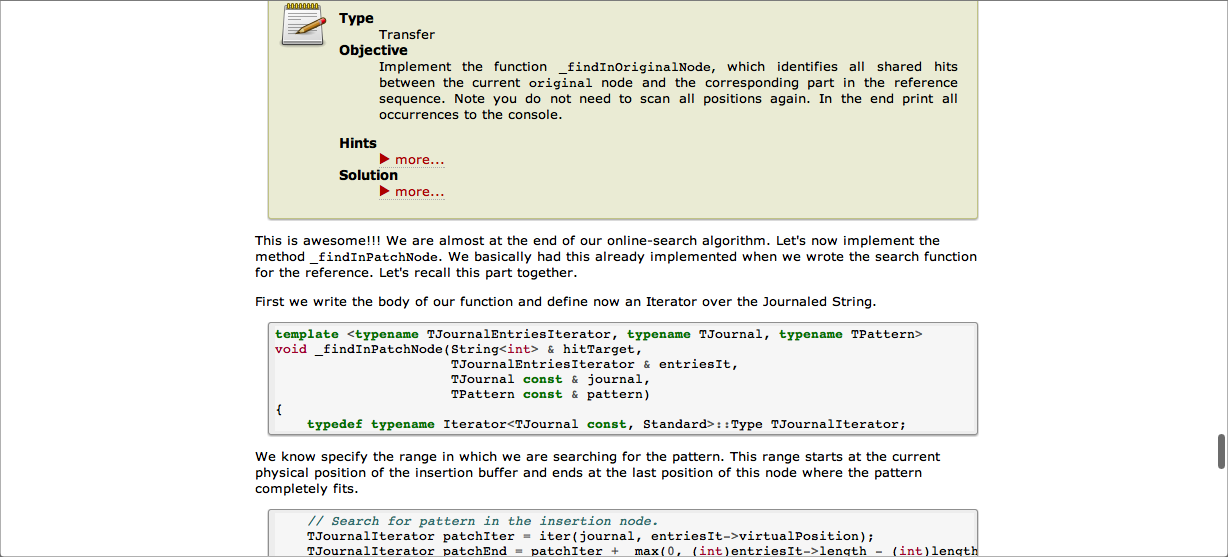 Type
Transfer
Objective
Implement the function _findInOriginalNode, which identifies all shared hits
between the current original node and the corresponding part in the reference
sequence. Note you do not need to scan all positions again. In the end print all
occurrences to the console.
Hints
more...
Solution
more...
This is awesome!!! We are almost at the end of our online-search algorithm. Let's now implement the
method _findInPatchNode. We basically had this already implemented when we wrote the search function
for the reference. Let's recall this part together.
First we write the body of our function and define now an Iterator over the Journaled String.
template <typename TJournalEntriesIterator, typename TJournal, typename TPattern>
void _findInPatchNode(String<int> & hitTarget,
TJournalEntriesIterator & entriesIt,
TJournal const & journal,
TPattern const & pattern)
{
typedef typename Iterator<TJournal const, Standard>::Type TJournalIterator;
We know specify the range in which we are searching for the pattern. This range starts at the current
physical position of the insertion buffer and ends at the last position of this node where the pattern
completely fits.
// Search for pattern in the insertion node.
TJournalIterator patchIter = iter(journal, entriesIt->virtualPosition);
TJournalIterator patchEnd = patchIter + _max(0, (int)entriesIt->length - (int)length